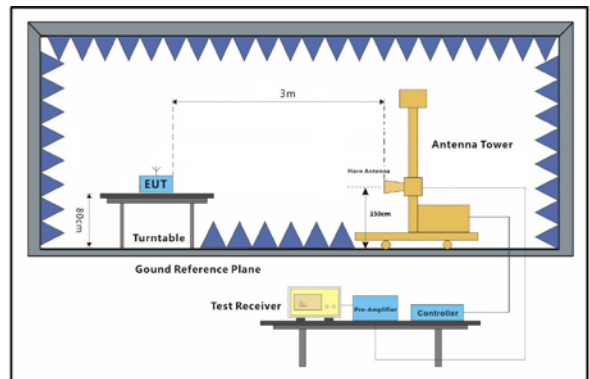 3m
Antenna Tower
Horn Antenna
EUT
80cm
150cm
Turntable
Gound Reference Plane
Test Receiver
Pre-Amplifier
Controller